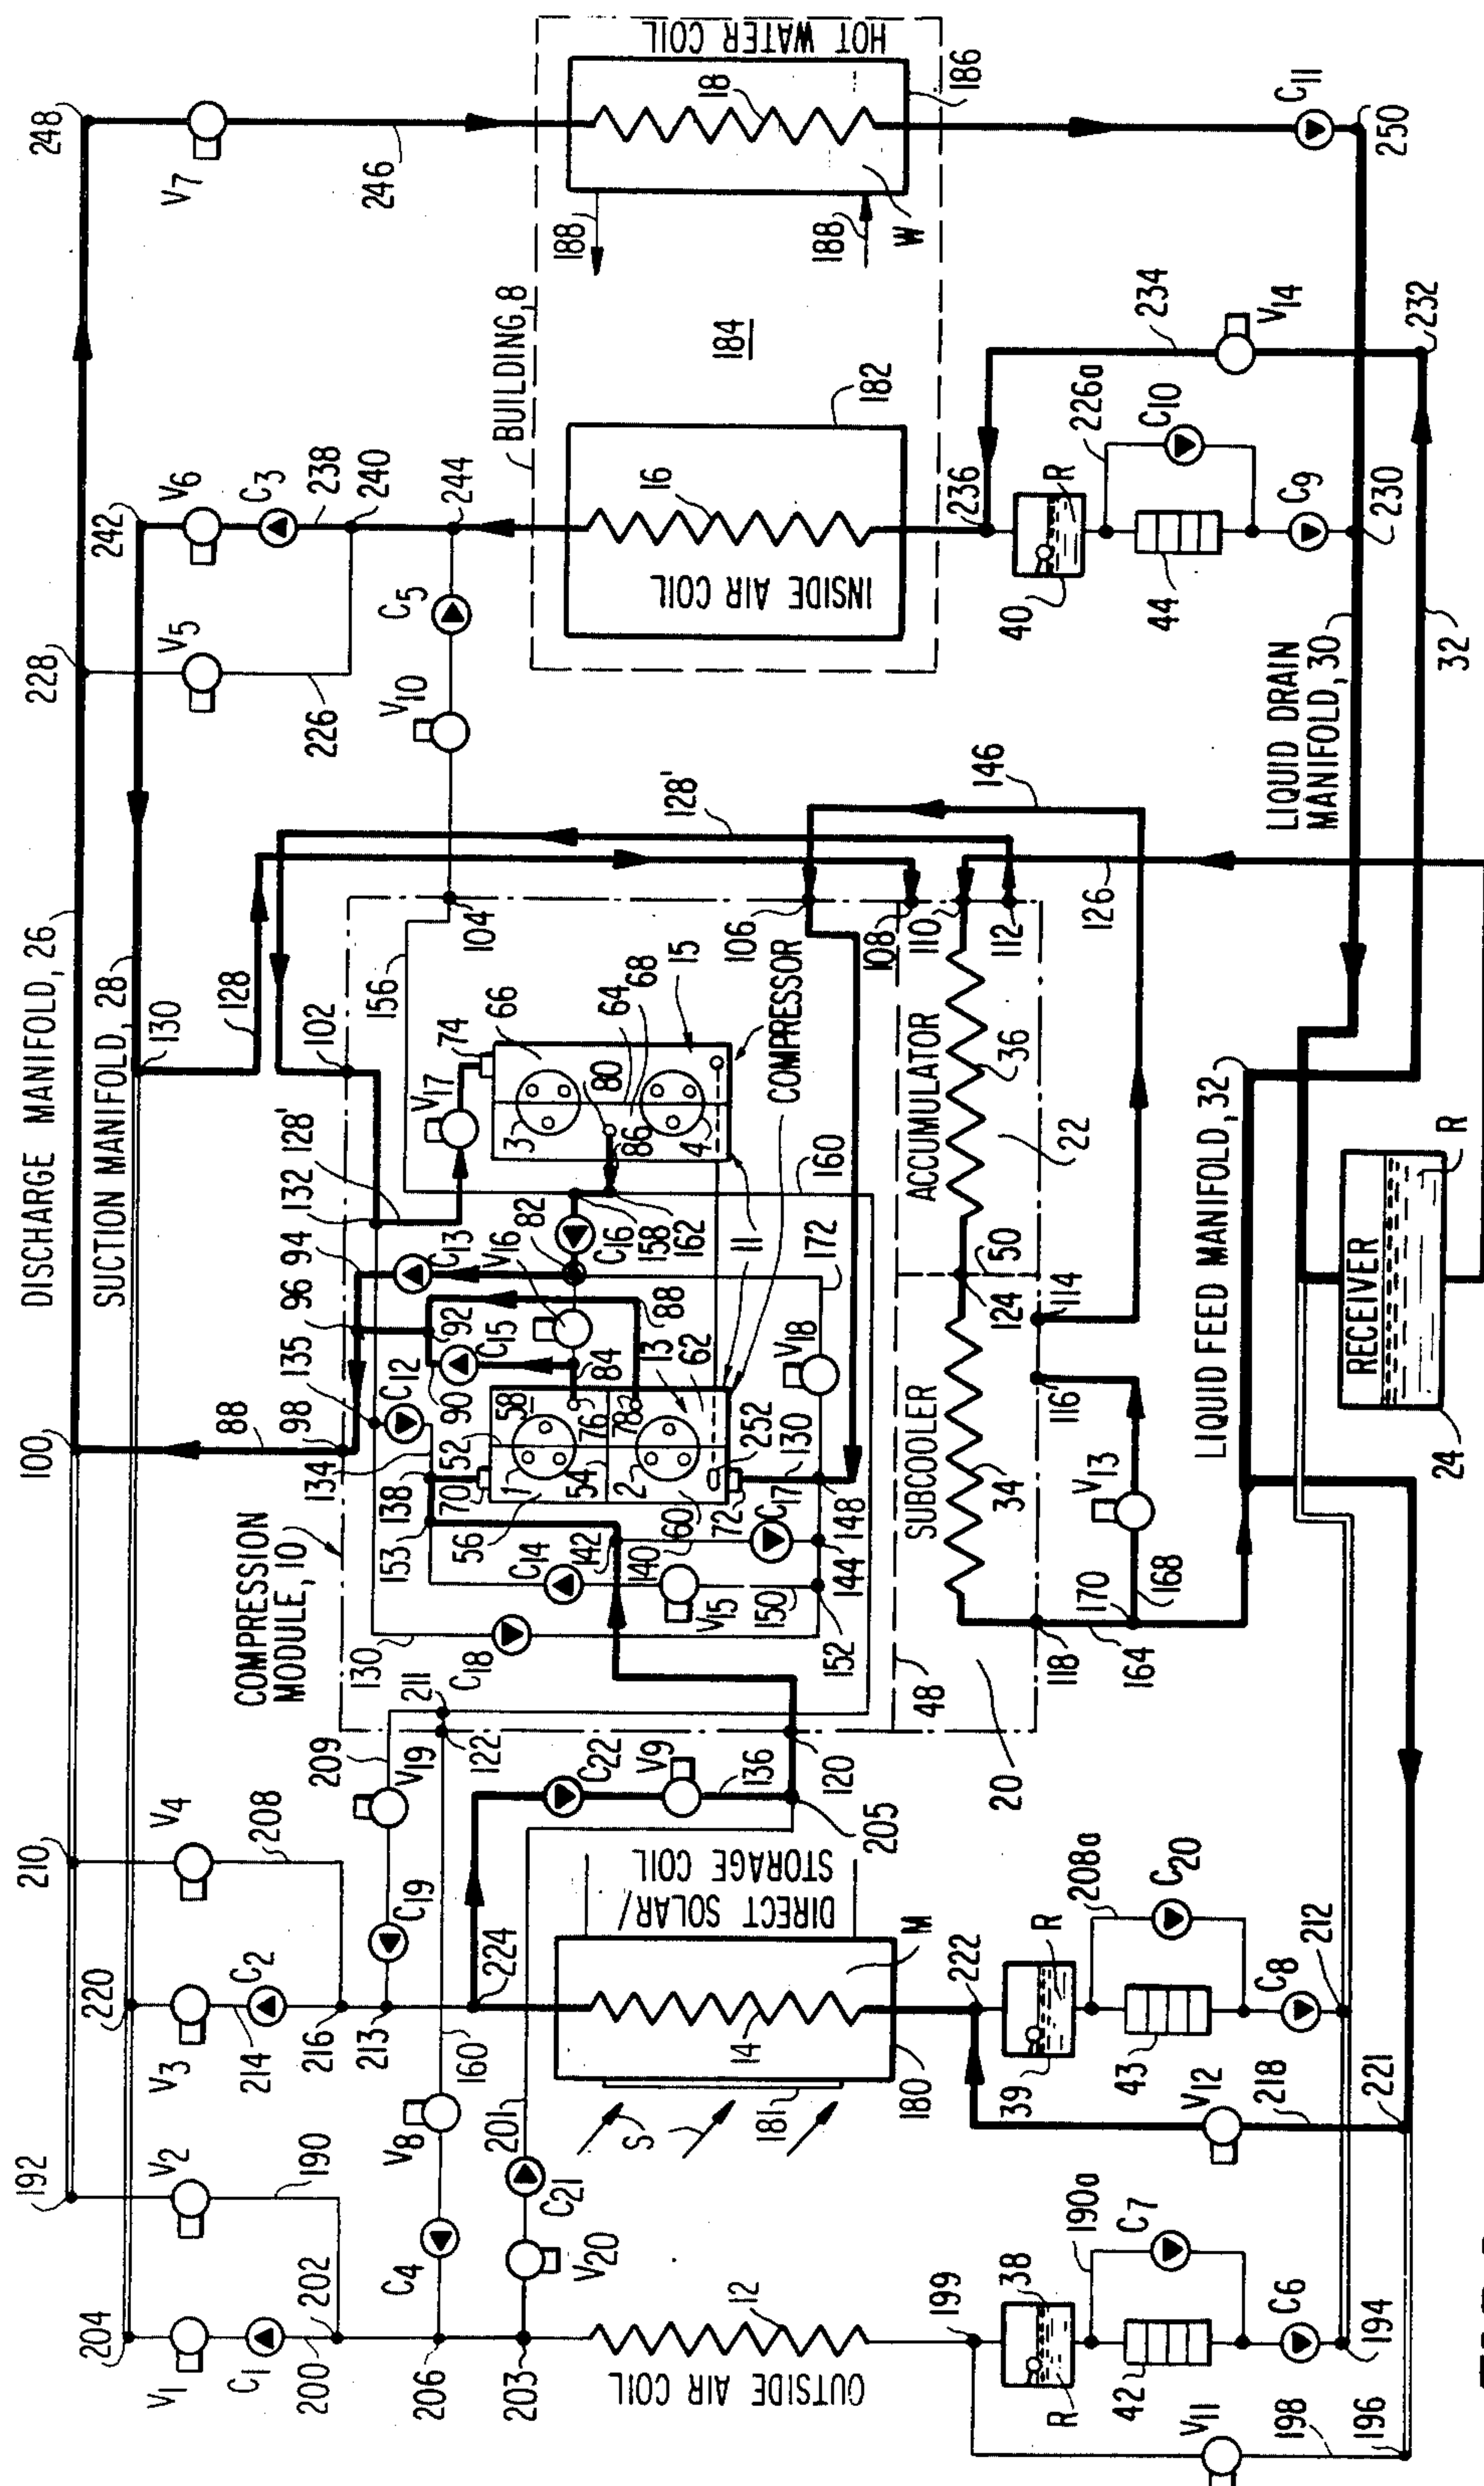 DISCHARGE MANIFOLD, 26
SUCTION MANIFOLD, 28
192
210
100
228
248
204
V1
C1
200
202
V2
190
220
V3
214
C2
216
V4
208
213
C19
209
V19
211
122
206
C4
V8
160
203
V20
C21
201
224
C22
V9
136
205
120
OUTSIDE AIR COIL
12
S
181
14
180
M
DIRECT SOLAR/
STORAGE COIL
199
38
R
190a
C7
42
C6
194
V11
198
196
222
39
R
208a
C20
43
C8
212
V12
218
221
COMPRESSION
MODULE, 10
88
98
134
135
96
94
132
128'
102
130
128
156
104
C12
138
153
C14
56
142
140
60
V15
150
144
152
130
C18
C17
148
72
70
52
54
1
2
58
76
78
13
62
252
130
90
92
C15
84
88
C13
V16
82
C16
158
162
11
V18
172
160
V17
74
66
64
68
15
80
86
3
4
COMPRESSOR
106
108
110
112
SUBCOOLER
34
ACCUMULATOR
36
22
50
124
114
116
118
48
20
164
170
168
V13
128'
146
126
LIQUID FEED MANIFOLD, 32
LIQUID DRAIN
MANIFOLD, 30
RECEIVER
R
24
V5
226
V6
C3
238
240
242
244
C5
V10
BUILDING, 8
INSIDE AIR COIL
16
182
184
HOT WATER COIL
18
186
188
188
W
V7
246
236
40
R
226a
C10
44
C9
230
234
V14
232
32
C11
250